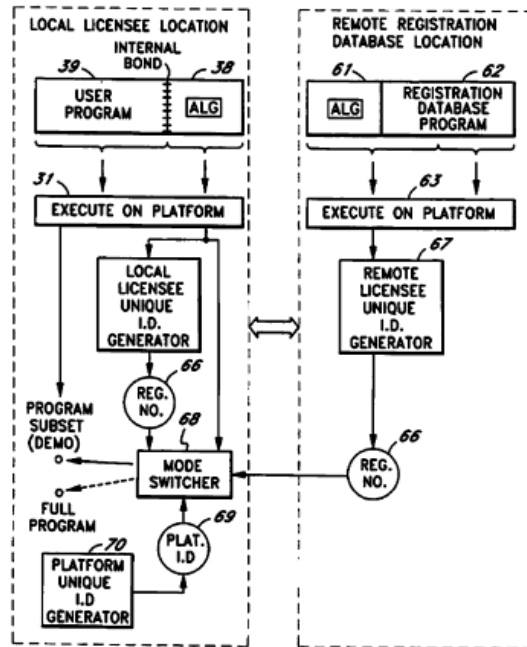 LOCAL LICENSEE LOCATION
INTERNAL
BOND
39
38
USER
PROGRAM
ALG
31
EXECUTE ON PLATFORM
LOCAL
LICENSEE
UNIQUE
I.D.
GENERATOR
66
REG.
NO.
68
PROGRAM
SUBSET
(DEMO)
MODE
SWITCHER
FULL
PROGRAM
69
PLAT.
I.D
70
PLATFORM
UNIQUE
I.D
GENERATOR
REMOTE REGISTRATION
DATABASE LOCATION
61
62
ALG
REGISTRATION
DATABASE
PROGRAM
63
EXECUTE ON PLATFORM
67
REMOTE
LICENSEE
UNIQUE
I.D.
GENERATOR
66
REG.
NO.